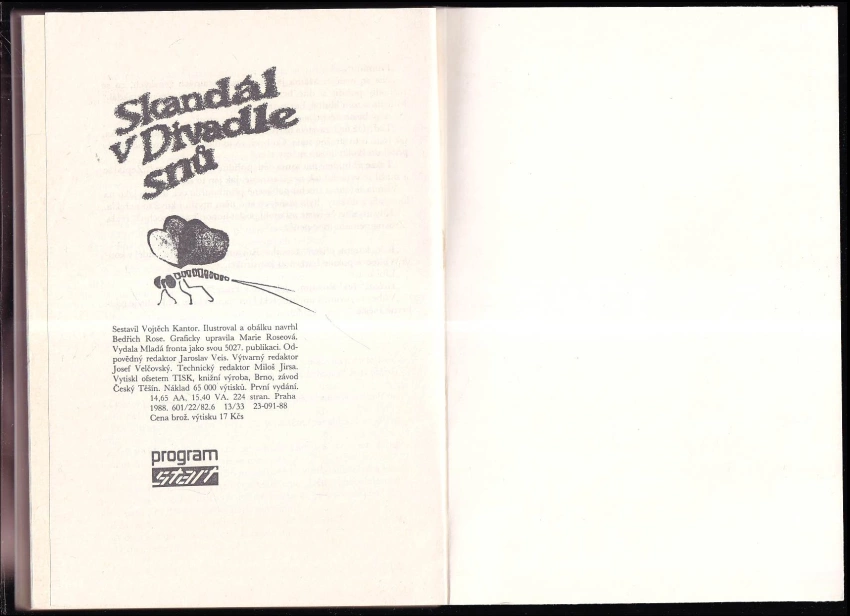 Skandál
v Divadle
snů
Sestavil Vojtěch Kantor. Ilustroval a obálku navrhl
Bedřich Rose. Graficky upravila Marie Roseová.
Vydala Mladá fronta jako svou 5027. publikaci. Od-
povědný redaktor Jaroslav Veis. Výtvarný redaktor
Josef Velčovský. Technický redaktor Miloš Jirsa.
Vytiskl ofsetem TISK, knižní výroba, Brno, závod
Český Těšín. Náklad 65 000 výtisků. První vydání.
14,65 AA, 15,40 VA. 224 stran. Praha
1988. 601/22/82.6 13/33 23-091-88
Cena brož. výtisku 17 Kčs
program
start